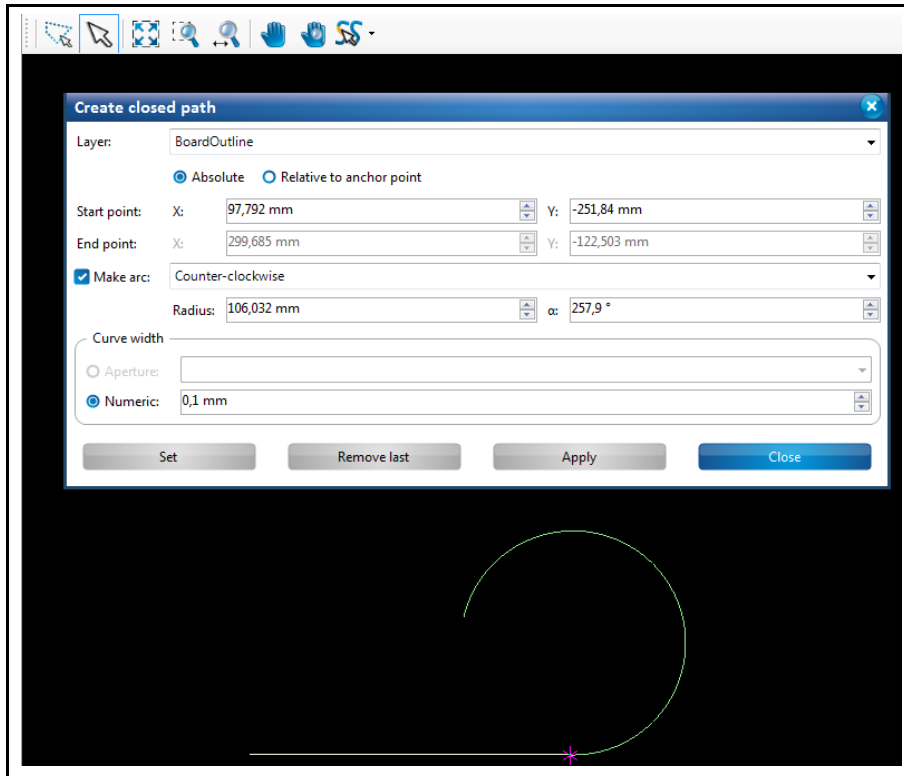 Create closed path
Layer: BoardOutline
Absolute Relative to anchor point
Start point: X: 97,792 mm Y: -251,84 mm
End point: X: 299,685 mm Y: -122,503 mm
Make arc: Counter-clockwise
Radius: 106,032 mm α: 257,9 °
Curve width
Aperture:
Numeric: 0,1 mm
Set Remove last Apply Close